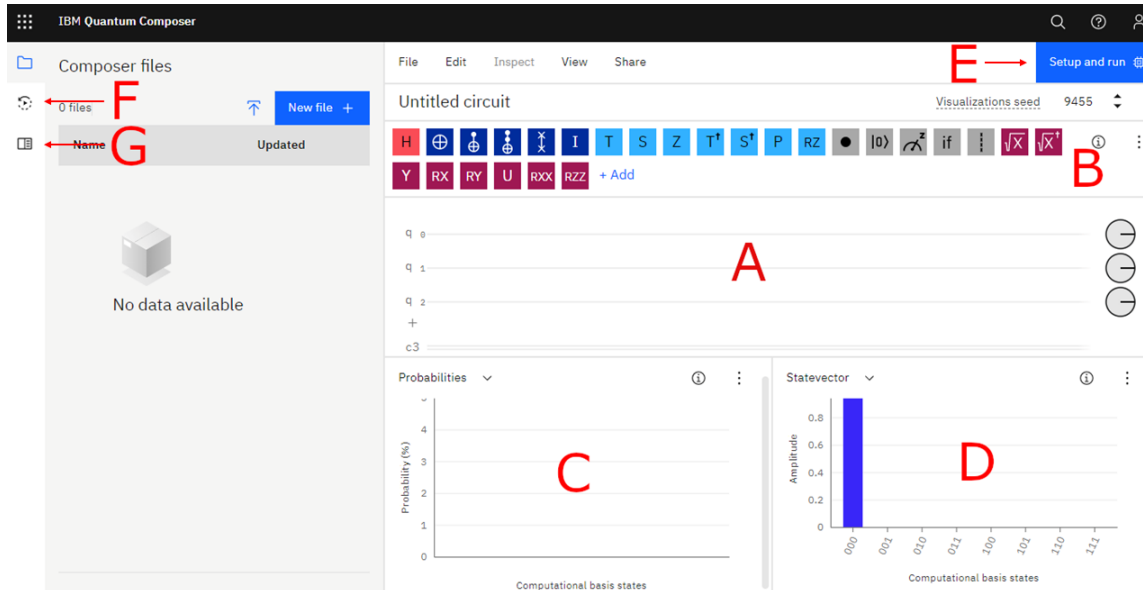 IBM Quantum Composer
Composer files
File Edit Inspect View Share
E
Setup and run
F
0 files
New file +
Untitled circuit
Visualizations seed 9455
G
Name Updated
H I T S Z T† S† P RZ |0⟩ z if √X √X†
B
Y RX RY U RXX RZZ + Add
q 0
A
q 1
q 2
+
c3
No data available
Probabilities
Statevector
5
4
3
2
1
0
Probability (%)
C
Computational basis states
0.8
0.6
0.4
0.2
0
Amplitude
D
000 001 010 011 100 101 110 111
Computational basis states